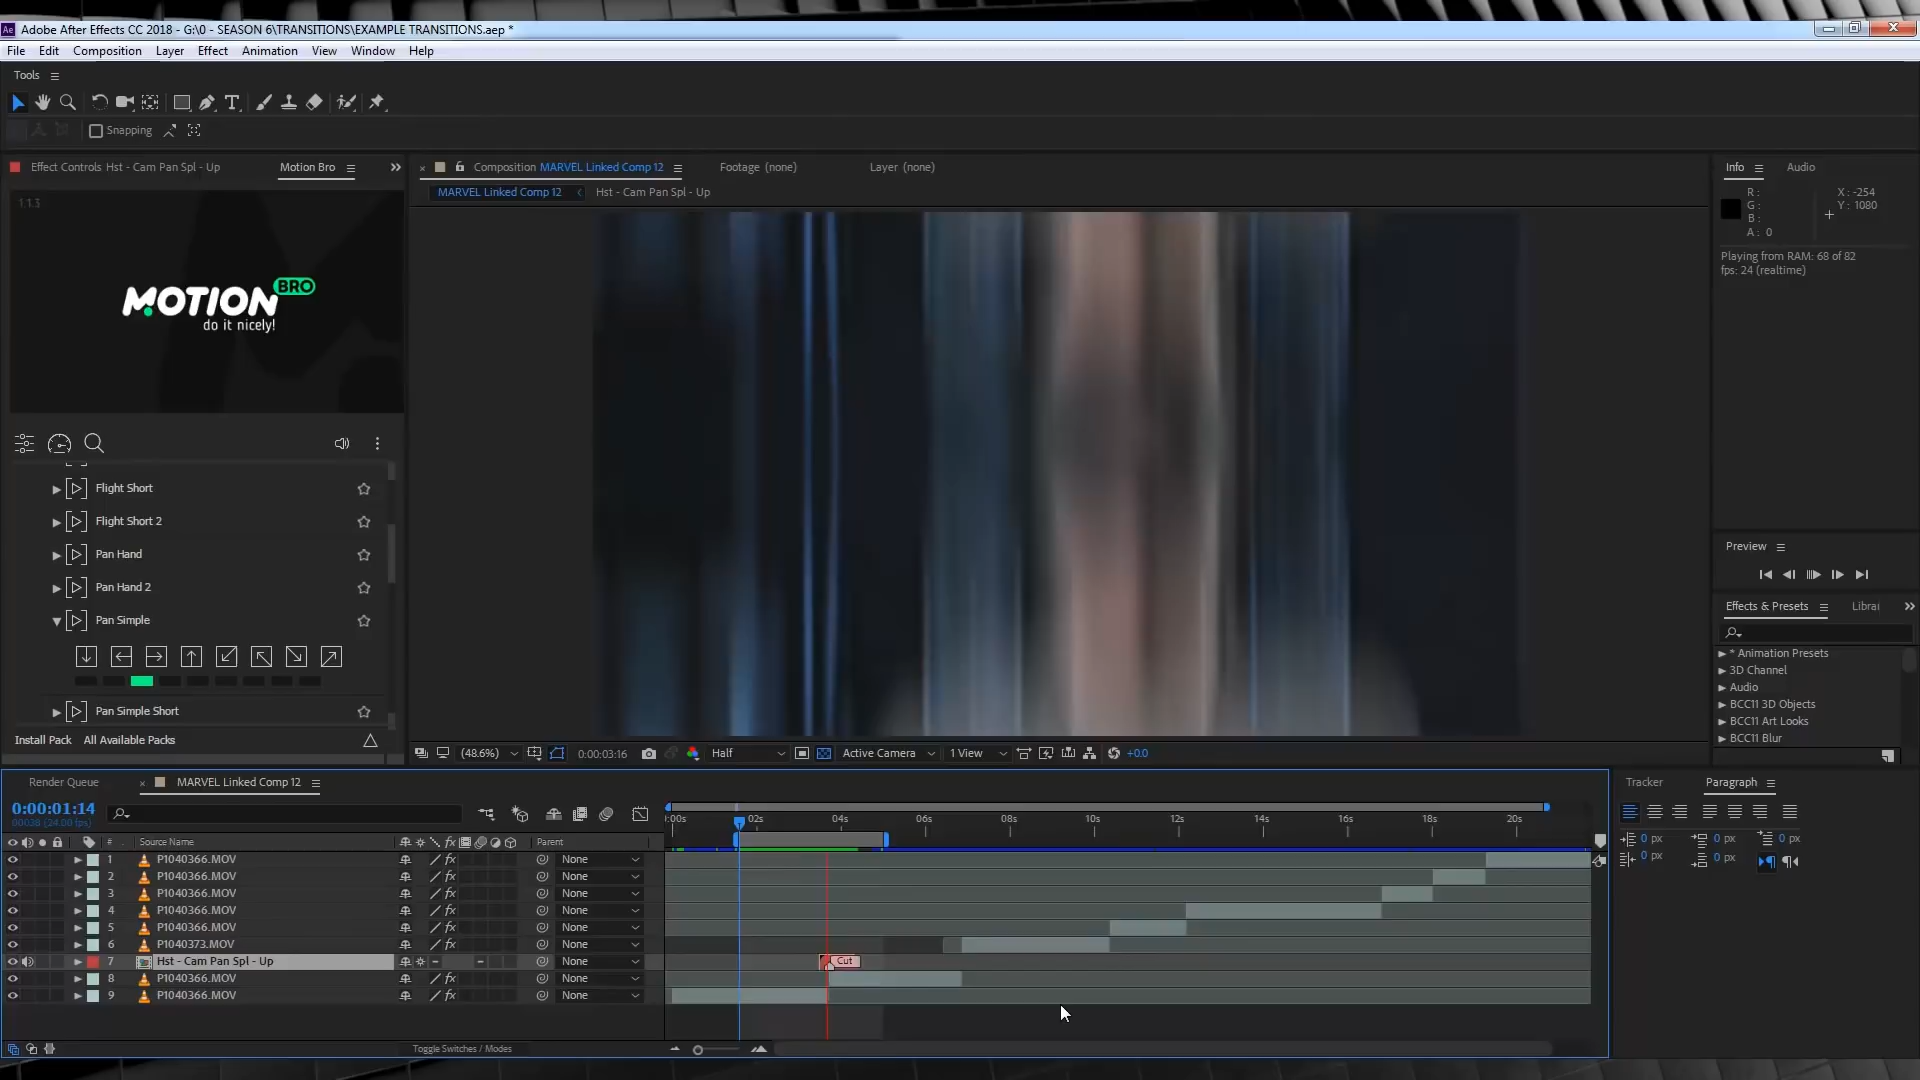 Adobe After Effects CC 2018 - G:\0 - SEASON 6\TRANSITIONS\EXAMPLE TRANSITIONS.aep *
File Edit Composition Layer Effect Animation View Window Help
Tools
Snapping
Effect Controls Hst - Cam Pan Spl - Up Motion Bro
Composition MARVEL Linked Comp 12 Footage (none) Layer (none)
MARVEL Linked Comp 12 Hst - Cam Pan Spl - Up
Info Audio
R :
G :
B :
A : 0
X : -254
Y : 1080
Playing from RAM: 68 of 82
fps: 24 (realtime)
1.1.3
MOTION BRO
do it nicely!
Flight Short
Flight Short 2
Pan Hand
Pan Hand 2
Pan Simple
Pan Simple Short
Install Pack All Available Packs
Preview
Effects & Presets Librai
* Animation Presets
3D Channel
Audio
BCC11 3D Objects
BCC11 Art Looks
BCC11 Blur
(48.6%) 0:00:03:16 Half Active Camera 1 View +0.0
Render Queue MARVEL Linked Comp 12
0:00:01:14
00038 (24.00 fps)
# Source Name Parent
1 P1040366.MOV None
2 P1040366.MOV None
3 P1040366.MOV None
4 P1040366.MOV None
5 P1040366.MOV None
6 P1040373.MOV None
7 Hst - Cam Pan Spl - Up None
8 P1040366.MOV None
9 P1040366.MOV None
):00s 02s 04s 06s 08s 10s 12s 14s 16s 18s 20s
Cut
Toggle Switches / Modes
Tracker Paragraph
0 px 0 px 0 px
0 px 0 px